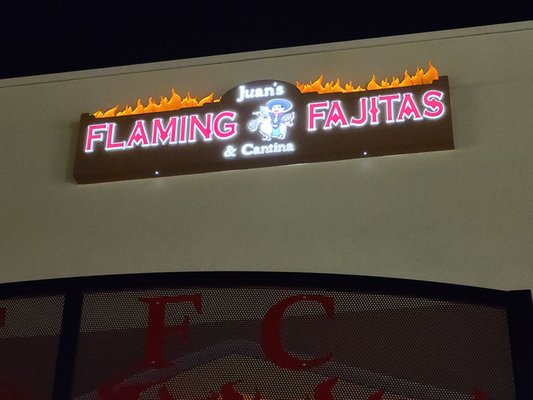 Juan's
FLAMING FAJITAS
& Cantina
F F C